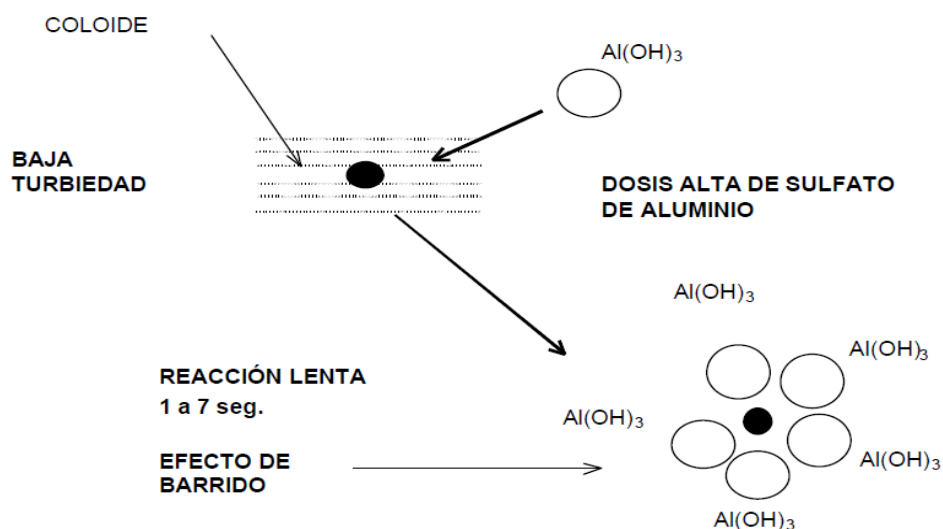 COLOIDE
Al(OH)₃
BAJA
TURBIEDAD
DOSIS ALTA DE SULFATO
DE ALUMINIO
Al(OH)₃
Al(OH)₃
REACCIÓN LENTA
1 a 7 seg.
Al(OH)₃
Al(OH)₃
EFECTO DE
BARRIDO
Al(OH)₃